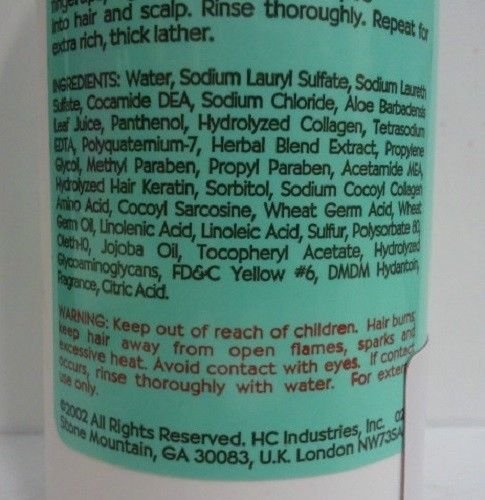 into hair and scalp. Rinse thoroughly. Repeat for
extra rich, thick lather.
INGREDIENTS: Water, Sodium Lauryl Sulfate, Sodium Laureth
Sulfate, Cocamide DEA, Sodium Chloride, Aloe Barbadensis
Leaf Juice, Panthenol, Hydrolyzed Collagen, Tetrasodium
EDTA, Polyquaternium-7, Herbal Blend Extract, Propylene
Glycol, Methyl Paraben, Propyl Paraben, Acetamide MEA,
Hydrolyzed Hair Keratin, Sorbitol, Sodium Cocoyl Collagen
Amino Acid, Cocoyl Sarcosine, Wheat Germ Acid, Wheat
Germ Oil, Linolenic Acid, Linoleic Acid, Sulfur, Polysorbate 80,
Oleth-10, Jojoba Oil, Tocopheryl Acetate, Hydrolyzed
Glycoaminoglycans, FD&C Yellow #6, DMDM Hydantoin,
Fragrance, Citric Acid.
WARNING: Keep out of reach of children. Hair burns
keep hair away from open flames, sparks and
excessive heat. Avoid contact with eyes. If contact
occurs, rinse thoroughly with water. For extern
use only.
©2002 All Rights Reserved. HC Industries, Inc. 02
Stone Mountain, GA 30083, U.K. London NW73SA